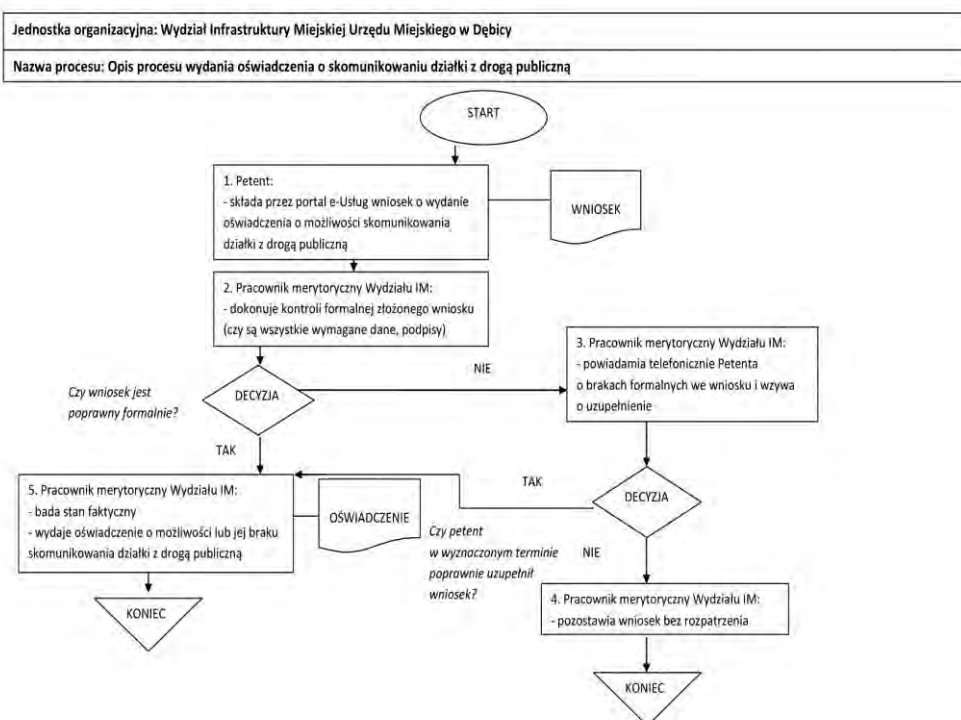 Jednostka organizacyjna: Wydział Infrastruktury Miejskiej Urzędu Miejskiego w Dębicy
Nazwa procesu: Opis procesu wydania oświadczenia o skomunikowaniu działki z drogą publiczną
START
1. Petent:
- składa przez portal e-Usług wniosek o wydanie
oświadczenia o możliwości skomunikowania
działki z drogą publiczną
WNIOSEK
2. Pracownik merytoryczny Wydziału IM:
- dokonuje kontroli formalnej złożonego wniosku
(czy są wszystkie wymagane dane, podpisy)
Czy wniosek jest
poprawny formalnie?
DECYZJA
NIE
3. Pracownik merytoryczny Wydziału IM:
- powiadamia telefonicznie Petenta
o brakach formalnych we wniosku i wzywa
o uzupełnienie
TAK
5. Pracownik merytoryczny Wydziału IM:
- bada stan faktyczny
- wydaje oświadczenie o możliwości lub jej braku
skomunikowania działki z drogą publiczną
OŚWIADCZENIE
TAK
DECYZJA
Czy petent
w wyznaczonym terminie
poprawnie uzupełnił
wniosek?
NIE
KONIEC
4. Pracownik merytoryczny Wydziału IM:
- pozostawia wniosek bez rozpatrzenia
KONIEC